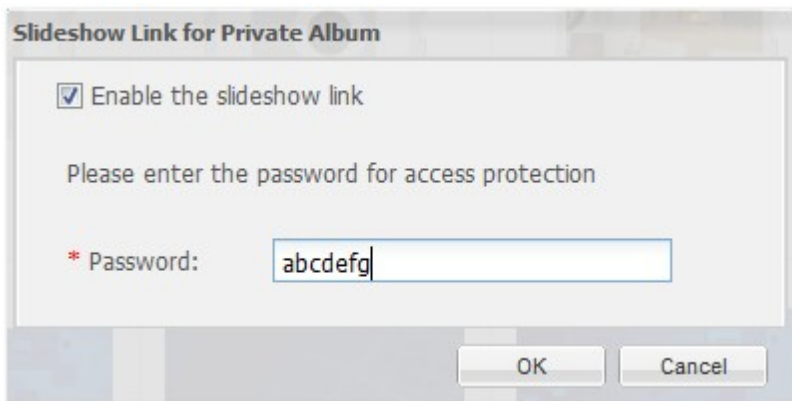 Slideshow Link for Private Album
Enable the slideshow link
Please enter the password for access protection
* Password: abcdefg
OK Cancel